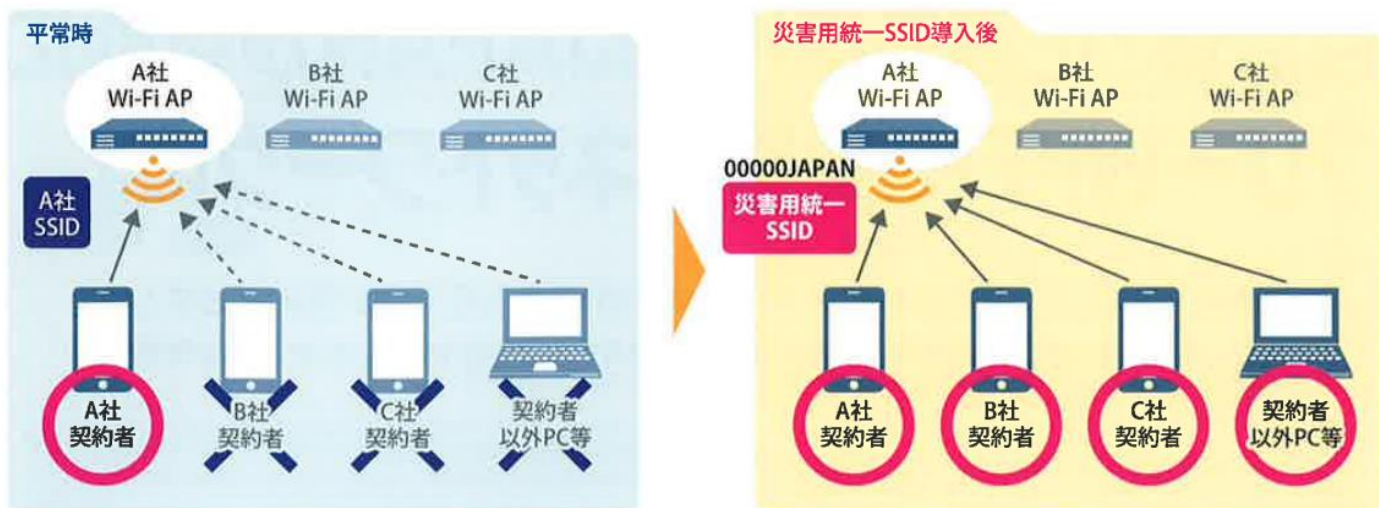 平常時
A社
Wi-Fi AP
B社
Wi-Fi AP
C社
Wi-Fi AP
A社
SSID
A社
契約者
B社
契約者
C社
契約者
契約者
以外PC等
災害用統一SSID導入後
A社
Wi-Fi AP
B社
Wi-Fi AP
C社
Wi-Fi AP
00000JAPAN
災害用統一
SSID
A社
契約者
B社
契約者
C社
契約者
契約者
以外PC等